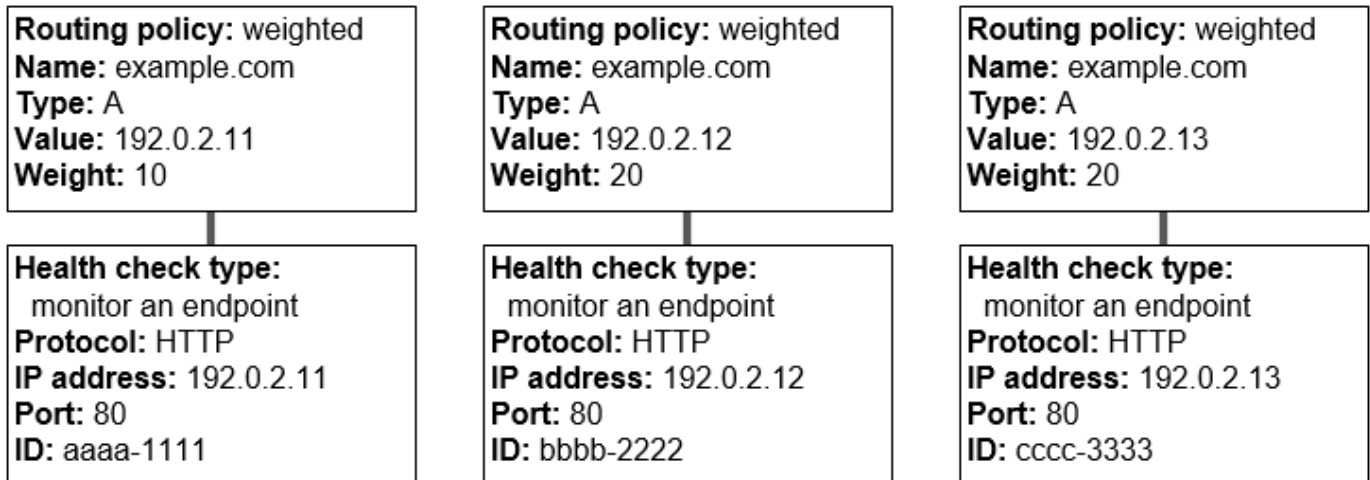 Routing policy: weighted
Name: example.com
Type: A
Value: 192.0.2.11
Weight: 10
Health check type:
monitor an endpoint
Protocol: HTTP
IP address: 192.0.2.11
Port: 80
ID: aaaa-1111
Routing policy: weighted
Name: example.com
Type: A
Value: 192.0.2.12
Weight: 20
Health check type:
monitor an endpoint
Protocol: HTTP
IP address: 192.0.2.12
Port: 80
ID: bbbb-2222
Routing policy: weighted
Name: example.com
Type: A
Value: 192.0.2.13
Weight: 20
Health check type:
monitor an endpoint
Protocol: HTTP
IP address: 192.0.2.13
Port: 80
ID: cccc-3333